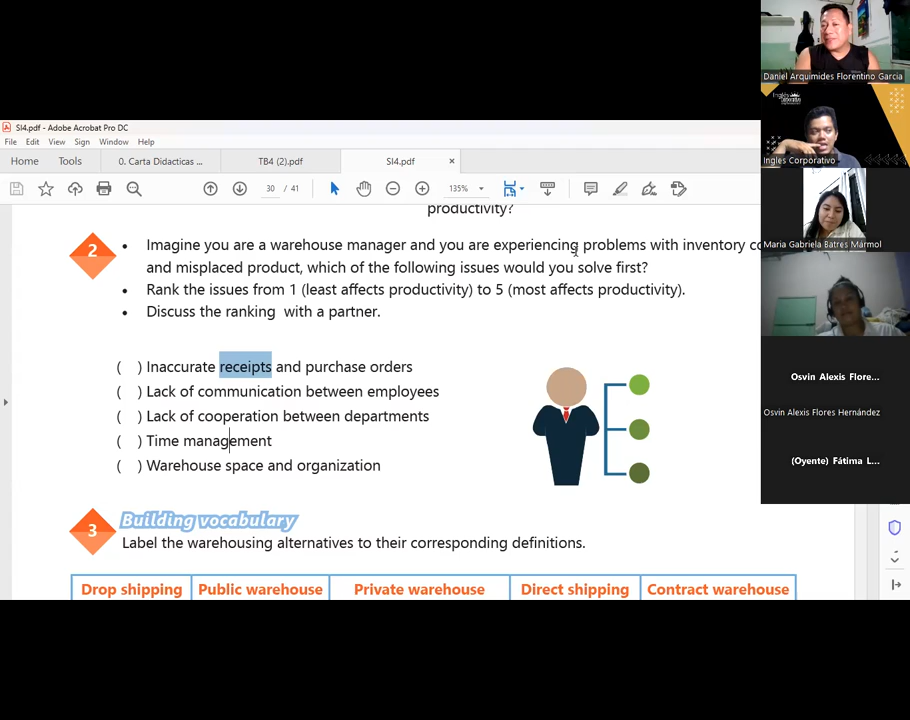 SI4.pdf - Adobe Acrobat Pro DC
File Edit View Sign Window Help
Home Tools 0. Carta Didacticas ... TB4 (2).pdf SI4.pdf ×
30 / 41 135%
productivity?
2
• Imagine you are a warehouse manager and you are experiencing problems with inventory co
and misplaced product, which of the following issues would you solve first?
• Rank the issues from 1 (least affects productivity) to 5 (most affects productivity).
• Discuss the ranking with a partner.
( ) Inaccurate receipts and purchase orders
( ) Lack of communication between employees
( ) Lack of cooperation between departments
( ) Time management
( ) Warehouse space and organization
3
Building vocabulary
Label the warehousing alternatives to their corresponding definitions.
Drop shipping Public warehouse Private warehouse Direct shipping Contract warehouse
Daniel Arquimides Florentino Garcia
Inglés
Corporativo
Ingles Corporativo
Maria Gabriela Batres Mármol
Osvin Alexis Flore...
Osvin Alexis Flores Hernández
(Oyente) Fátima L...